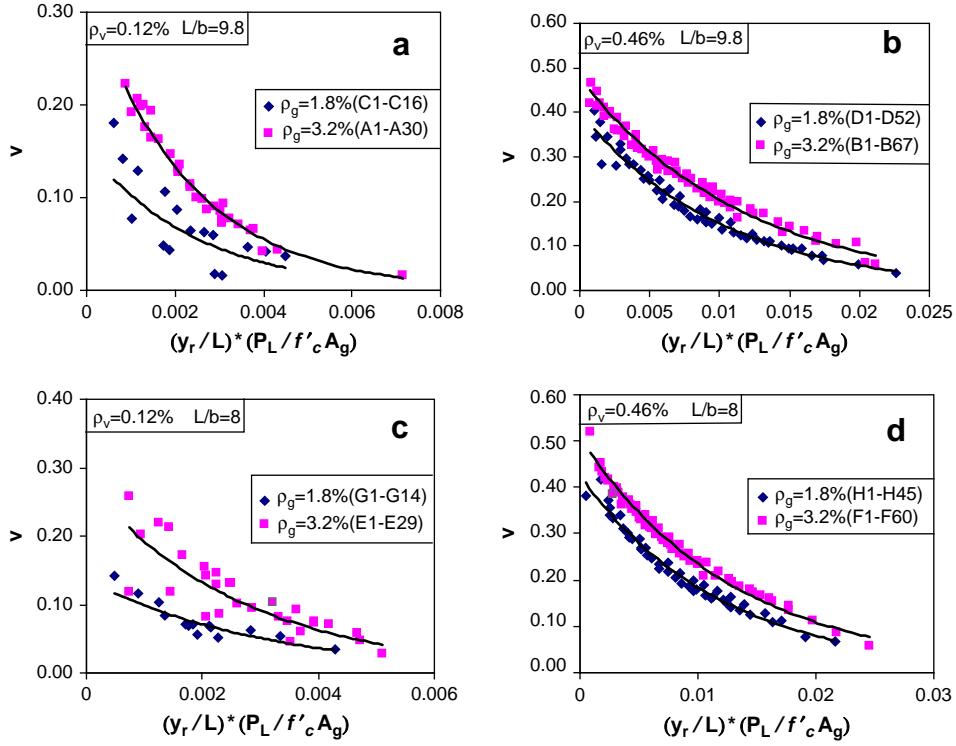 0.30
ρv=0.12% L/b=9.8
a
ρg=1.8%(C1-C16)
ρg=3.2%(A1-A30)
0.20
v
0.10
0.00
0 0.002 0.004 0.006 0.008
(yr/L)*(PL/f'cAg)
0.60
ρv=0.46% L/b=9.8
b
0.50
ρg=1.8%(D1-D52)
ρg=3.2%(B1-B67)
0.40
0.30
v
0.20
0.10
0.00
0 0.005 0.01 0.015 0.02 0.025
(yr/L)*(PL/f'cAg)
0.40
ρv=0.12% L/b=8
c
0.30
ρg=1.8%(G1-G14)
ρg=3.2%(E1-E29)
v
0.20
0.10
0.00
0 0.002 0.004 0.006
(yr/L)*(PL/f'cAg)
0.60
ρv=0.46% L/b=8
d
0.50
ρg=1.8%(H1-H45)
ρg=3.2%(F1-F60)
0.40
v
0.30
0.20
0.10
0.00
0 0.01 0.02 0.03
(yr/L)*(PL/f'cAg)